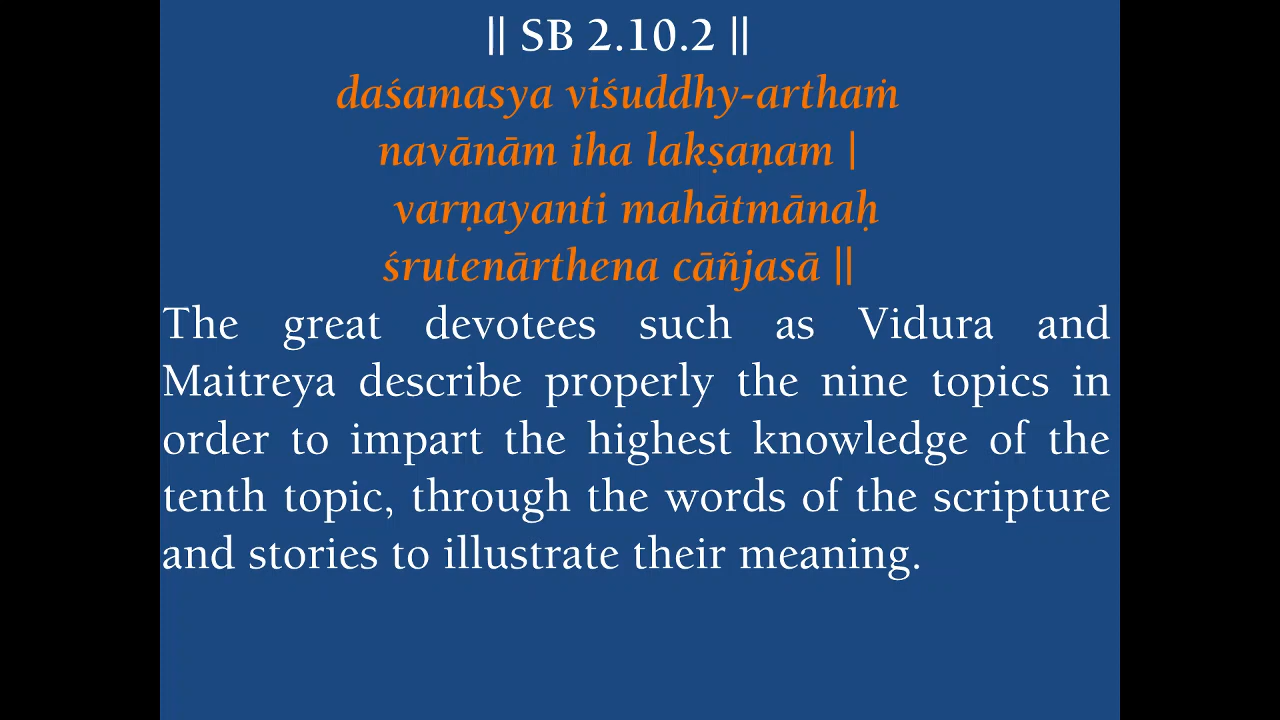 || SB 2.10.2 ||
daśamasya viśuddhy-arthaṁ
navānām iha lakṣaṇam |
varṇayanti mahātmānaḥ
śrutenārthena cāñjasā ||
The great devotees such as Vidura and
Maitreya describe properly the nine topics in
order to impart the highest knowledge of the
tenth topic, through the words of the scripture
and stories to illustrate their meaning.